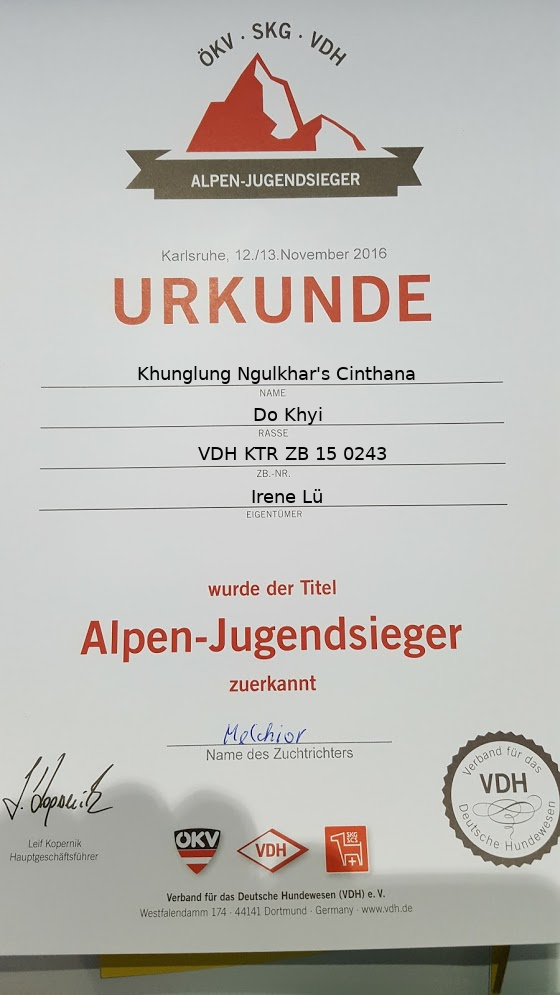 ÖKV · SKG · VDH
ALPEN-JUGENDSIEGER
Karlsruhe, 12./13.November 2016
URKUNDE
Khunglung Ngulkhar's Cinthana
NAME
Do Khyi
RASSE
VDH KTR ZB 15 0243
ZB.-NR.
Irene Lü
EIGENTÜMER
wurde der Titel
Alpen-Jugendsieger
zuerkannt
Melchior
Name des Zuchtrichters
L. Kopernik
Leif Kopernik
Hauptgeschäftsführer
Verband für das
VDH
Deutsche Hundewesen
ÖKV
VDH
SKG
SCS
Verband für das Deutsche Hundewesen (VDH) e. V.
Westfalendamm 174 · 44141 Dortmund · Germany · www.vdh.de